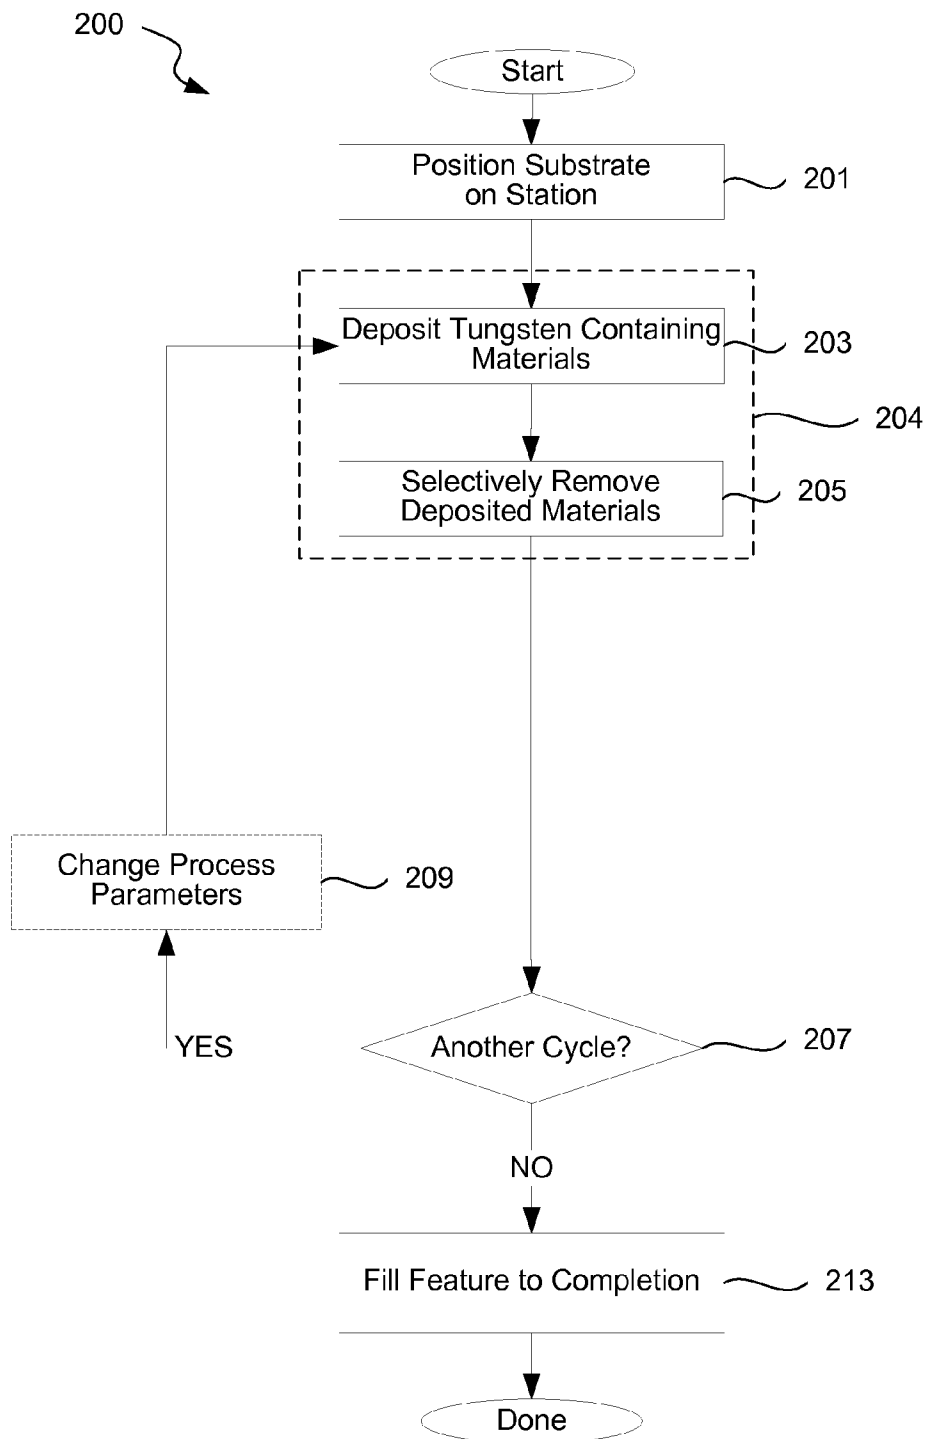 200
Start
Position Substrate
on Station
201
Deposit Tungsten Containing
Materials
203
204
Selectively Remove
Deposited Materials
205
Change Process
Parameters
209
YES
Another Cycle?
207
NO
Fill Feature to Completion
213
Done